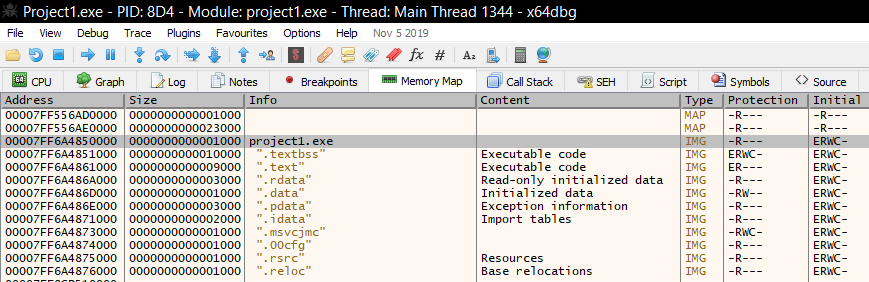 Project1.exe - PID: 8D4 - Module: project1.exe - Thread: Main Thread 1344 - x64dbg
File View Debug Trace Plugins Favourites Options Help Nov 5 2019
CPU Graph Log Notes Breakpoints Memory Map Call Stack SEH Script Symbols Source
Address Size Info Content Type Protection Initial
00007FF556AD0000 0000000000001000 MAP -R--- -R---
00007FF556AE0000 0000000000023000 MAP -R--- -R---
00007FF6A4850000 0000000000001000 project1.exe IMG -R--- ERWC-
00007FF6A4851000 0000000000010000 ".textbss" Executable code IMG ERWC- ERWC-
00007FF6A4861000 0000000000009000 ".text" Executable code IMG ER--- ERWC-
00007FF6A486A000 0000000000003000 ".rdata" Read-only initialized data IMG -R--- ERWC-
00007FF6A486D000 0000000000001000 ".data" Initialized data IMG -RW-- ERWC-
00007FF6A486E000 0000000000003000 ".pdata" Exception information IMG -R--- ERWC-
00007FF6A4871000 0000000000002000 ".idata" Import tables IMG -R--- ERWC-
00007FF6A4873000 0000000000001000 ".msvcjmc" IMG -RWC- ERWC-
00007FF6A4874000 0000000000001000 ".00cfg" IMG -R--- ERWC-
00007FF6A4875000 0000000000001000 ".rsrc" Resources IMG -R--- ERWC-
00007FF6A4876000 0000000000001000 ".reloc" Base relocations IMG -R--- ERWC-